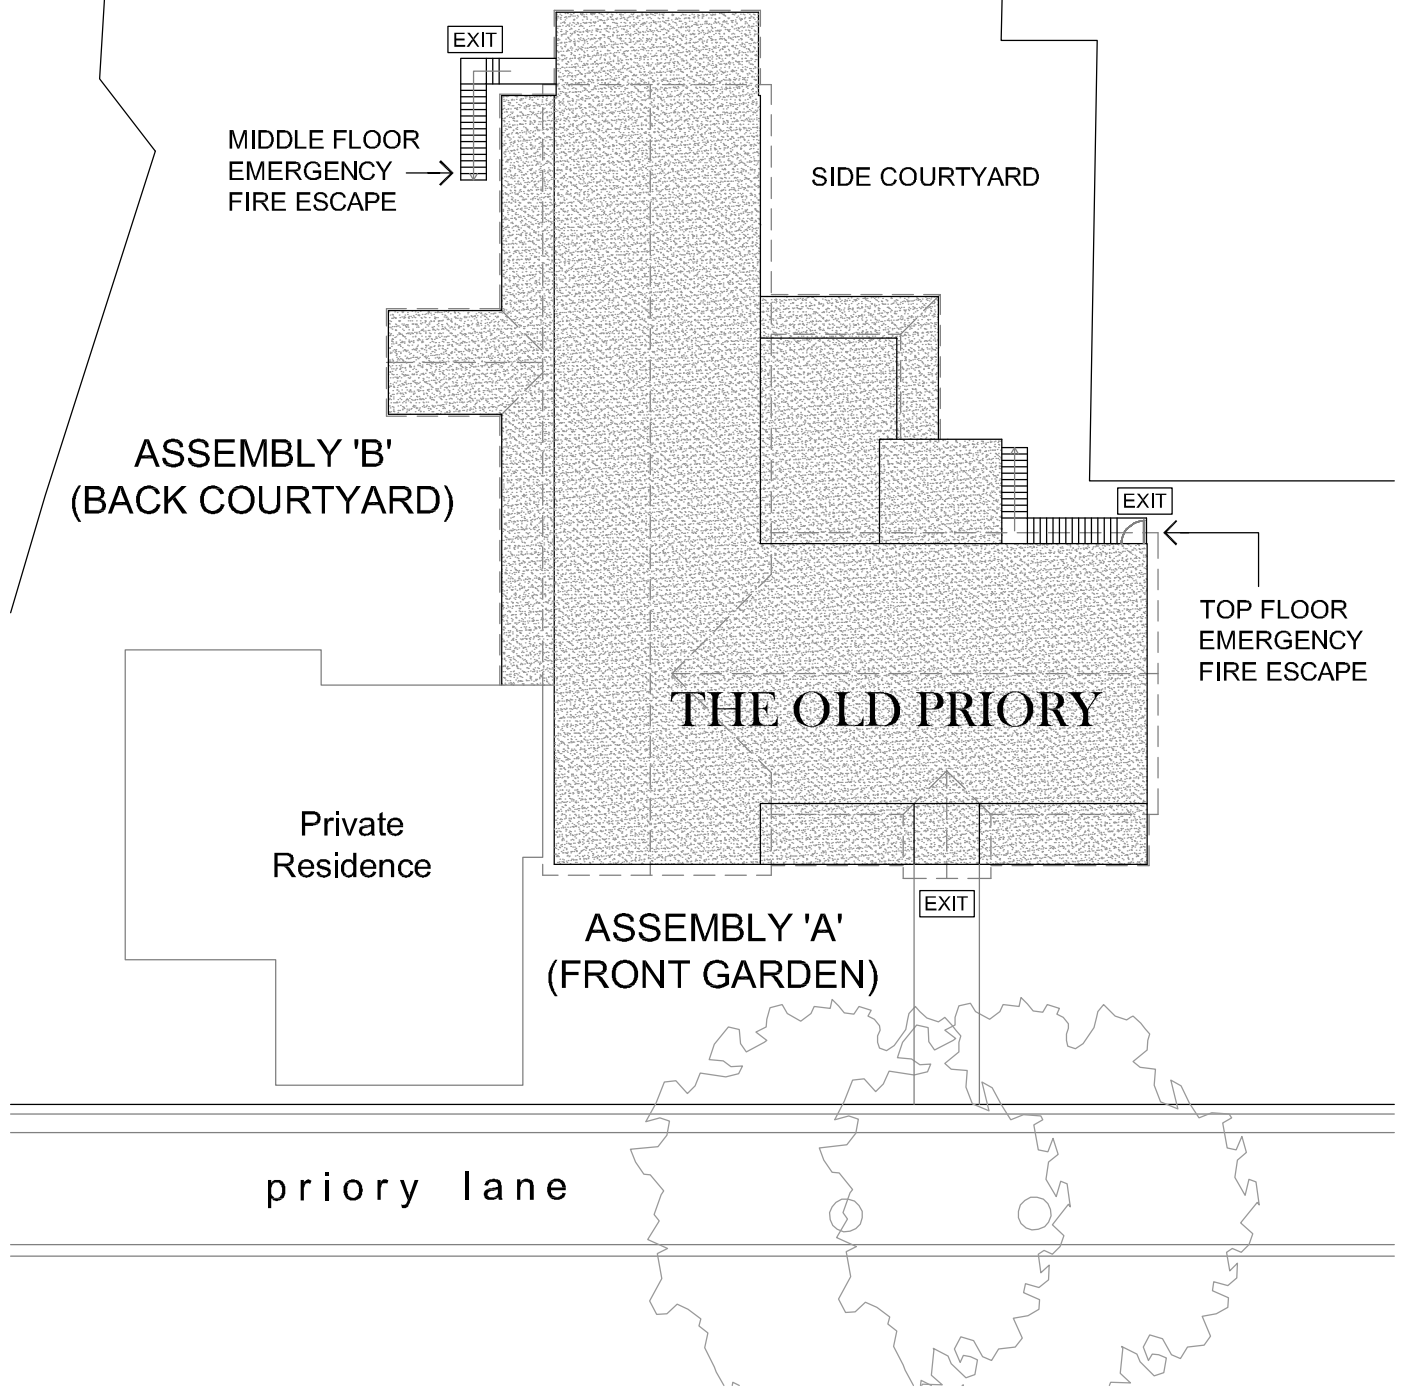 EXIT
MIDDLE FLOOR
EMERGENCY
FIRE ESCAPE
SIDE COURTYARD
ASSEMBLY 'B'
(BACK COURTYARD)
EXIT
TOP FLOOR
EMERGENCY
FIRE ESCAPE
THE OLD PRIORY
Private
Residence
EXIT
ASSEMBLY 'A'
(FRONT GARDEN)
priory lane